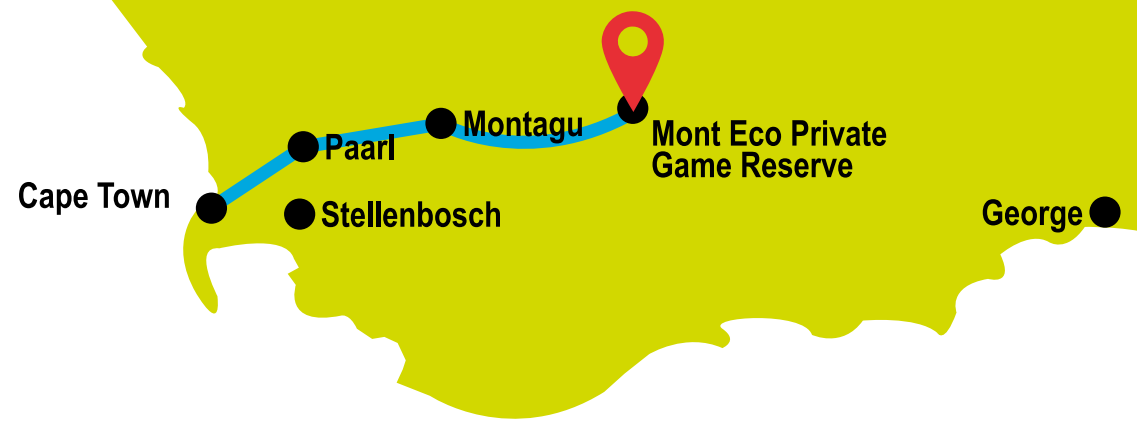 Montagu
Mont Eco Private
Game Reserve
Paarl
Cape Town
Stellenbosch
George